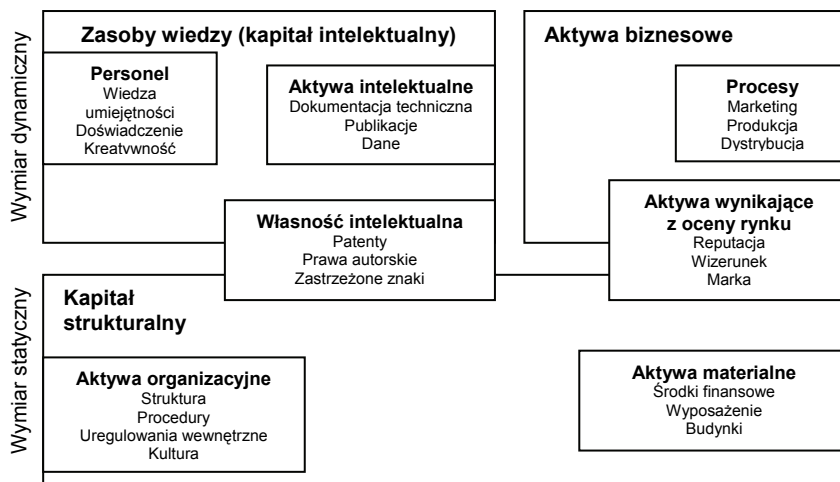 Wymiar dynamiczny
Zasoby wiedzy (kapitał intelektualny)
Personel
Wiedza
umiejętności
Doświadczenie
Kreatywność
Aktywa intelektualne
Dokumentacja techniczna
Publikacje
Dane
Własność intelektualna
Patenty
Prawa autorskie
Zastrzeżone znaki
Aktywa biznesowe
Procesy
Marketing
Produkcja
Dystrybucja
Aktywa wynikające
z oceny rynku
Reputacja
Wizerunek
Marka
Wymiar statyczny
Kapitał
strukturalny
Aktywa organizacyjne
Struktura
Procedury
Uregulowania wewnętrzne
Kultura
Aktywa materialne
Środki finansowe
Wyposażenie
Budynki